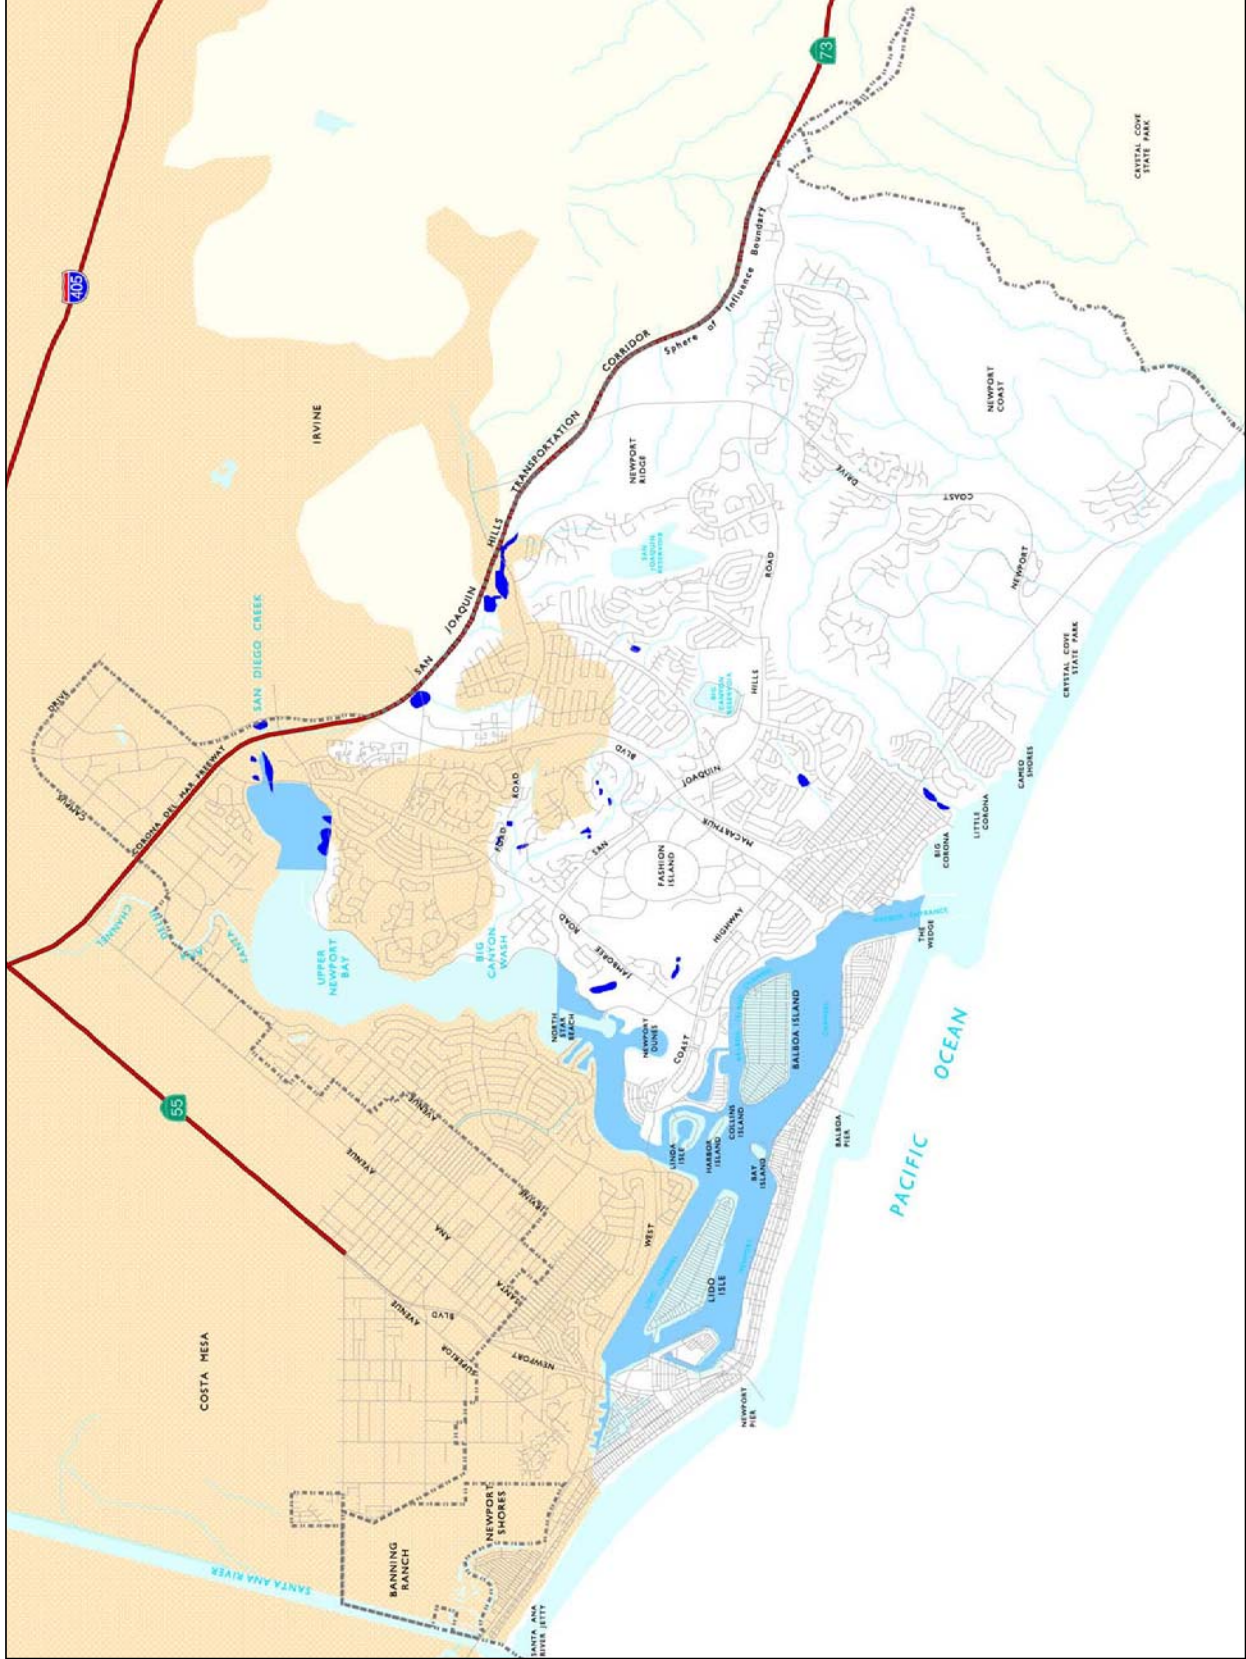 73
405
CRYSTAL COVE
STATE PARK
Sphere of Influence Boundary
IRVINE
SAN JOAQUIN HILLS TRANSPORTATION CORRIDOR
NEWPORT
COAST
NEWPORT
RIDGE
DRIVE
COAST
NEWPORT
SAN
JOAQUIN
RESERVOIR
ROAD
SAN DIEGO CREEK
DRIVE
CAMPUS
CORONA DEL MAR FREEWAY
BIG
CANYON
RESERVOIR
HILLS
CRYSTAL COVE
STATE PARK
BLVD
JOAQUIN
MACARTHUR
ROAD
ROAD
SAN
CAMEO
SHORES
LITTLE
CORONA
BIG
CORONA
FASHION
ISLAND
CHANNEL
DELHI
ANA
SANTA
UPPER
NEWPORT
BAY
BIG
CANYON
WASH
JAMBOREE ROAD
HIGHWAY
HARBOR ENTRANCE
THE
WEDGE
NORTH
STAR
BEACH
NEWPORT
DUNES
COAST
BALBOA ISLAND
PACIFIC OCEAN
55
AVENUE
AVENUE
IRVINE
ANA
SANTA
LINDA
ISLE
HARBOR
ISLAND
COLLINS
ISLAND
BAY
ISLAND
BALBOA
PIER
WEST
LIDO
ISLE
AVENUE
BLVD
SUPERIOR
NEWPORT
COSTA MESA
NEWPORT
PIER
NEWPORT
SHORES
BANNING
RANCH
SANTA ANA RIVER
SANTA ANA
RIVER JETTY